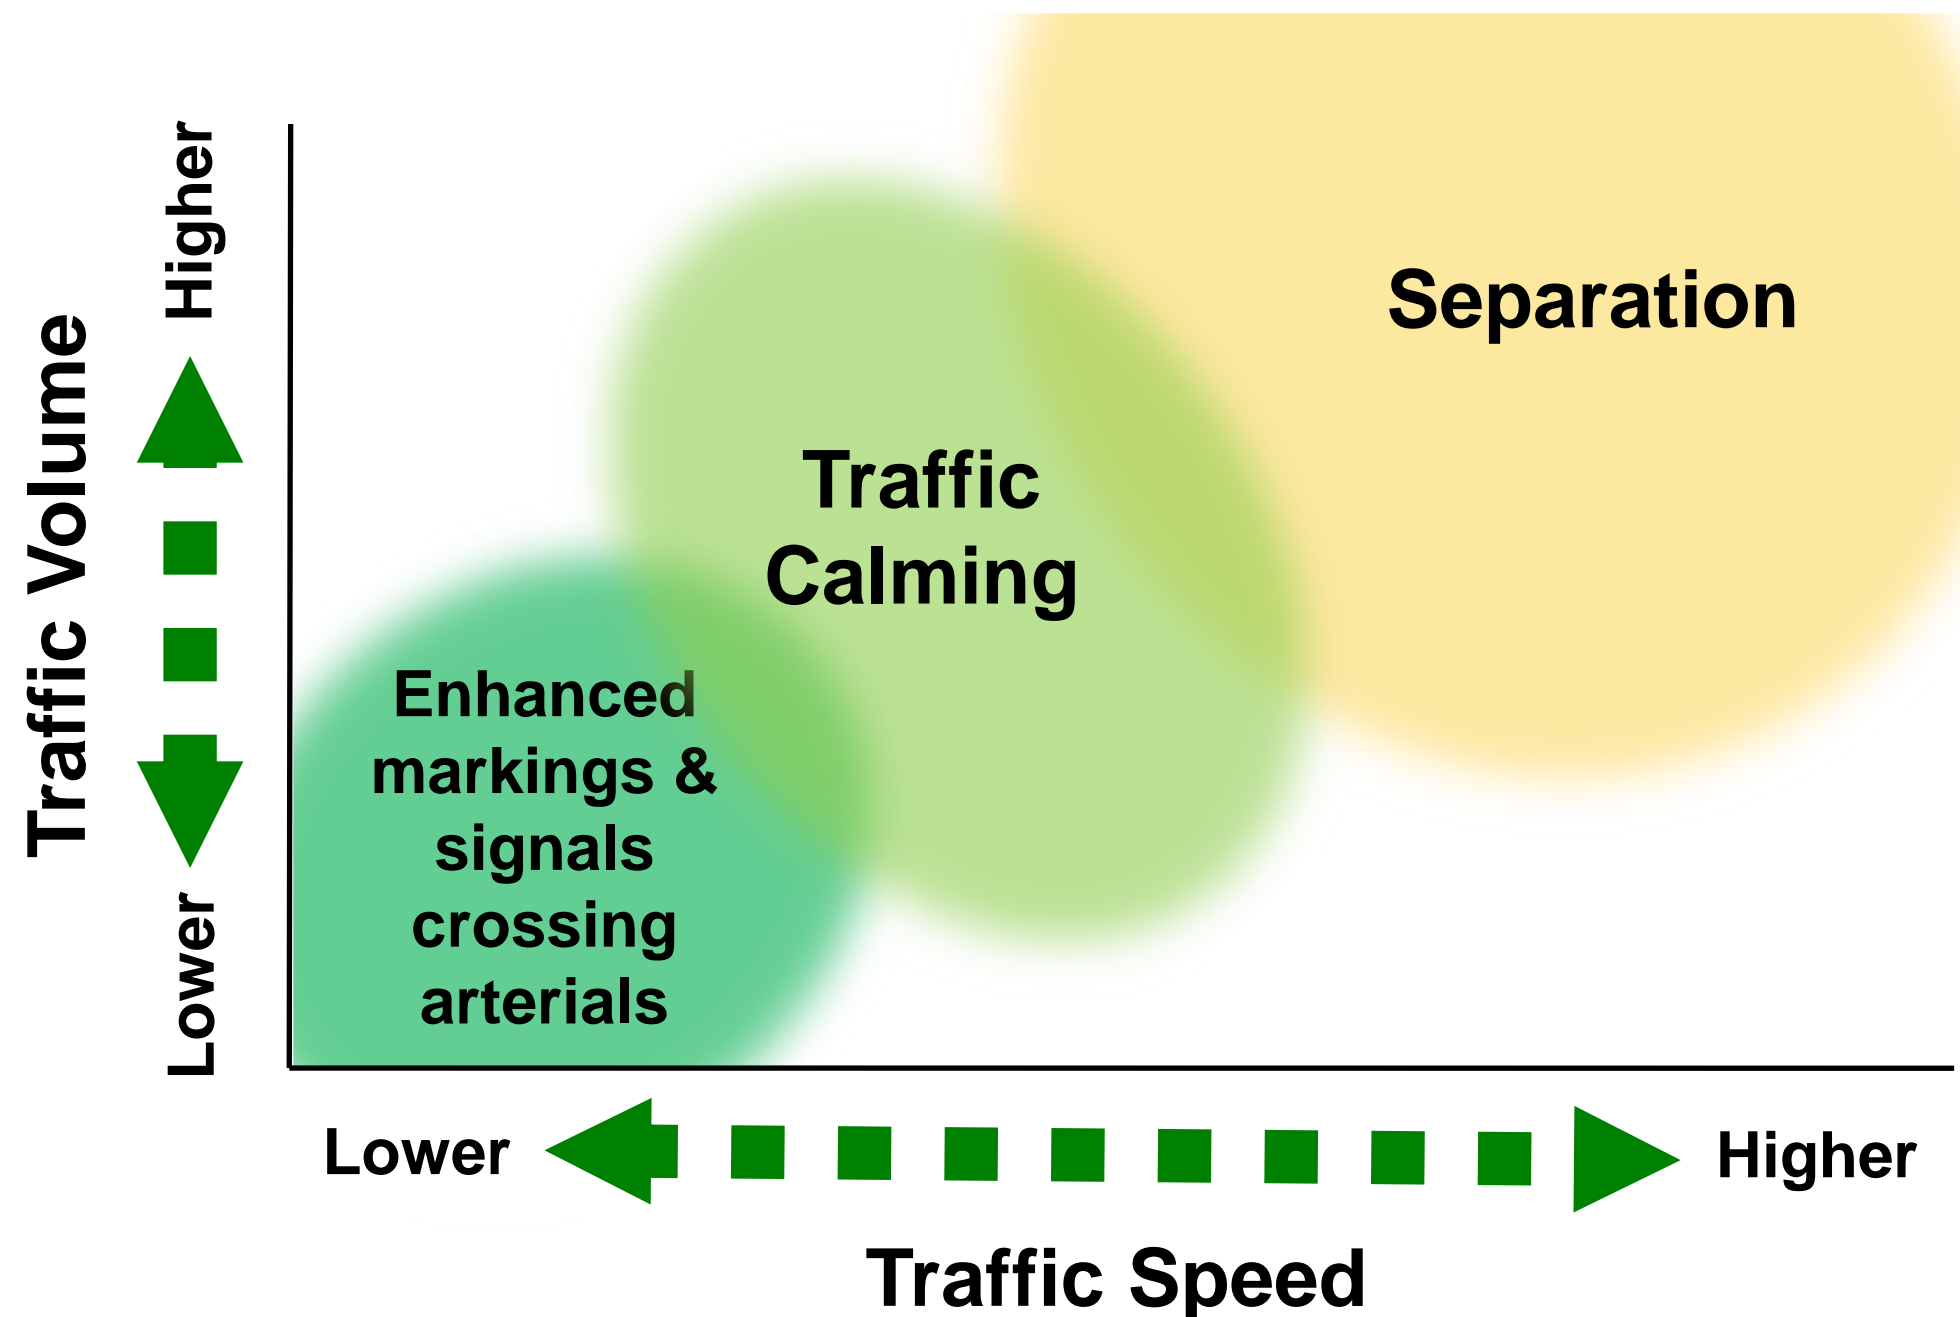 Higher
Traffic Volume
Lower
Separation
Traffic
Calming
Enhanced
markings &
signals
crossing
arterials
Lower
Higher
Traffic Speed